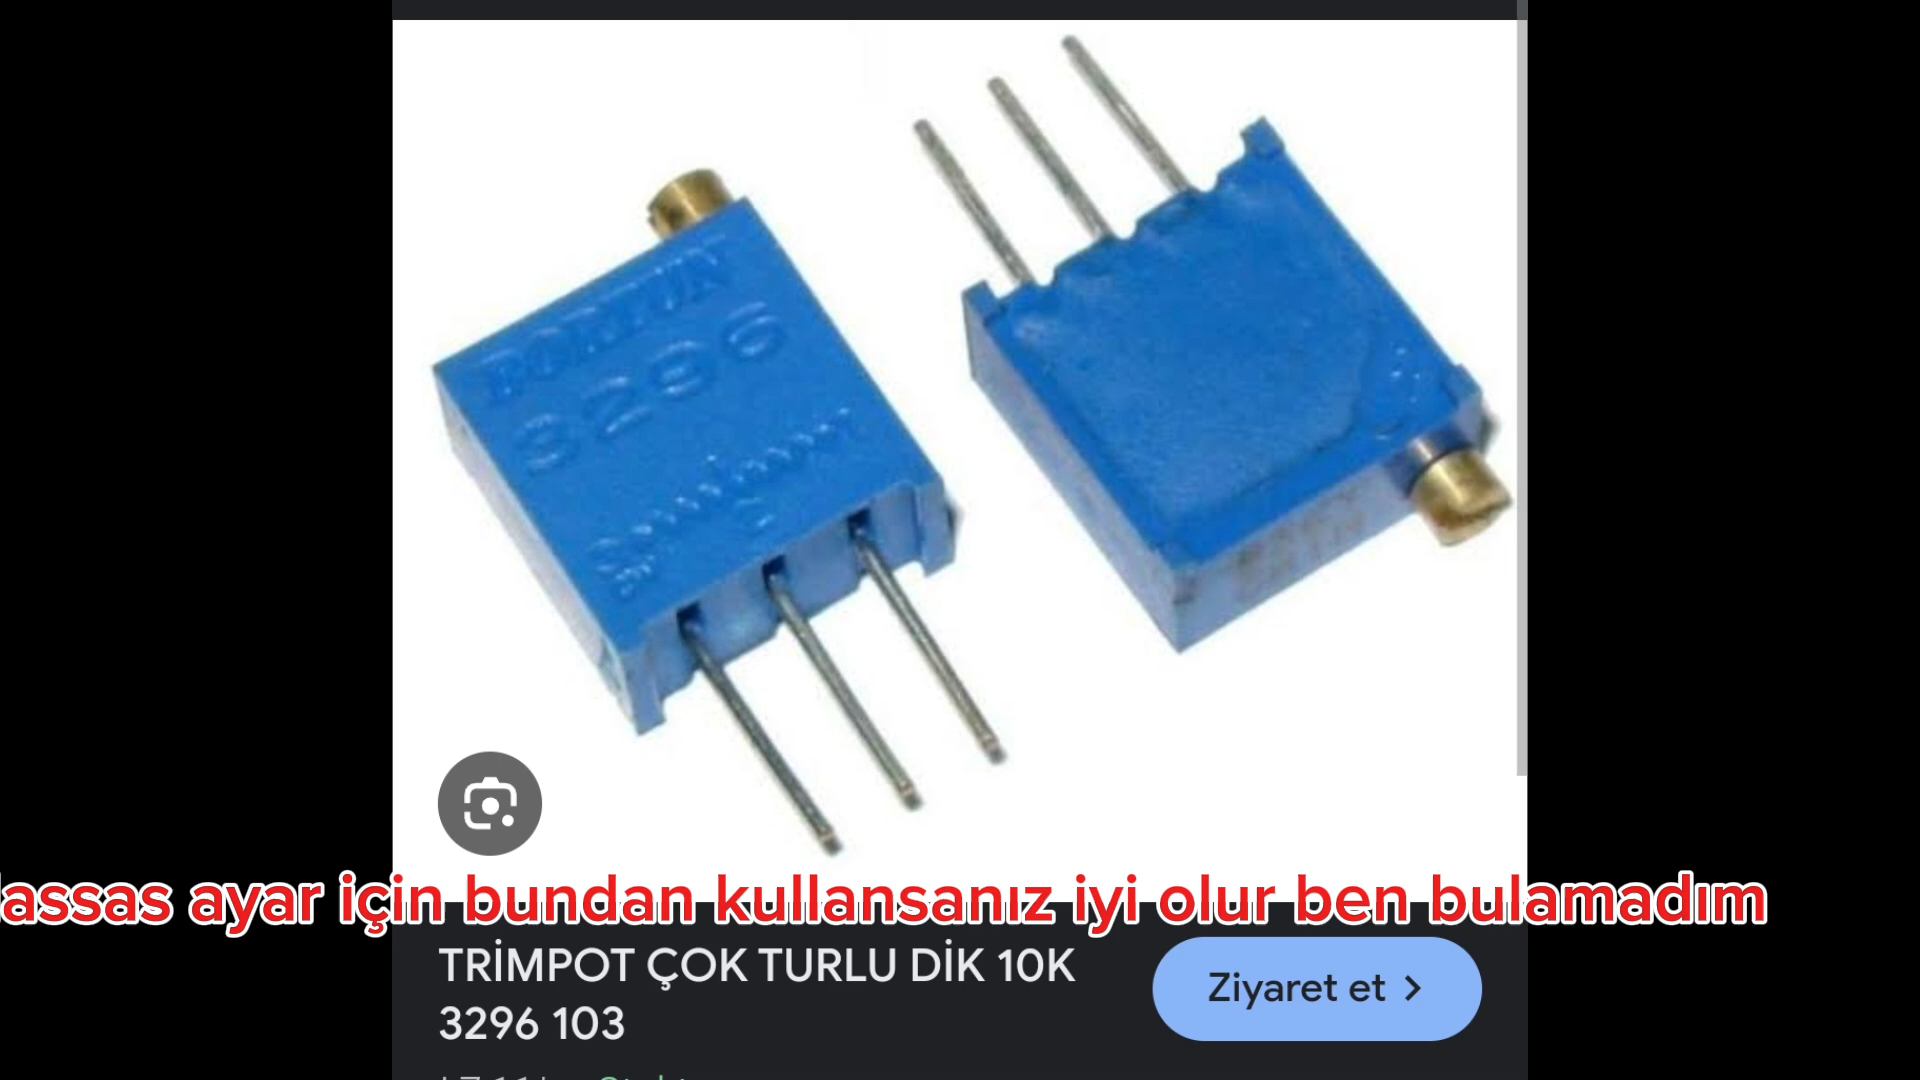 3296
assas ayar için bundan kullansanız iyi olur ben bulamadım
TRİMPOT ÇOK TURLU DİK 10K
3296 103
Ziyaret et